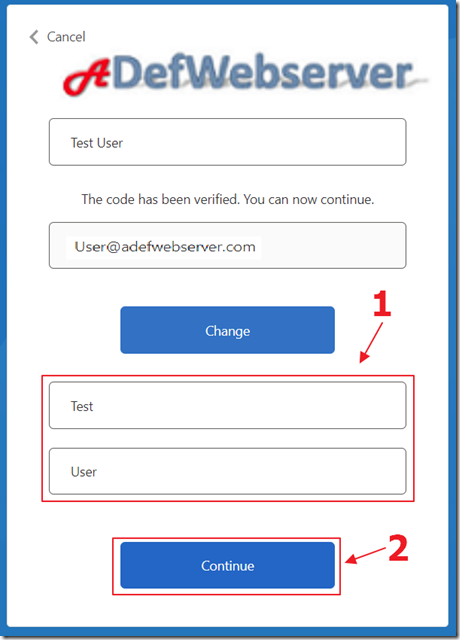 Cancel
ADefWebserver
Test User
The code has been verified. You can now continue.
User@adefwebserver.com
1
Change
Test
User
2
Continue